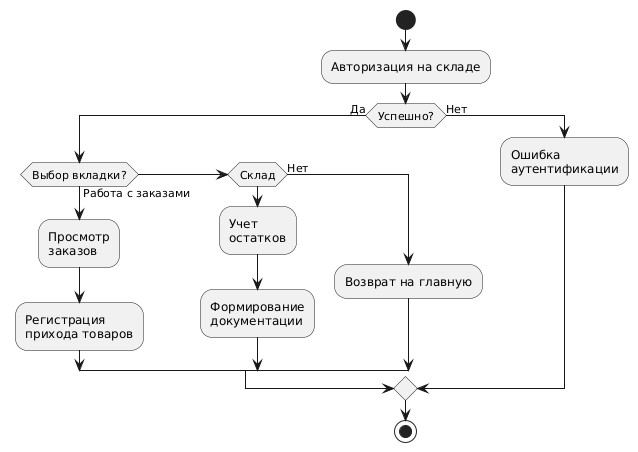 Авторизация на складе
Да
Успешно?
Нет
Ошибка
аутентификации
Выбор вкладки?
Работа с заказами
Склад
Нет
Просмотр
заказов
Учет
остатков
Возврат на главную
Регистрация
прихода товаров
Формирование
документации